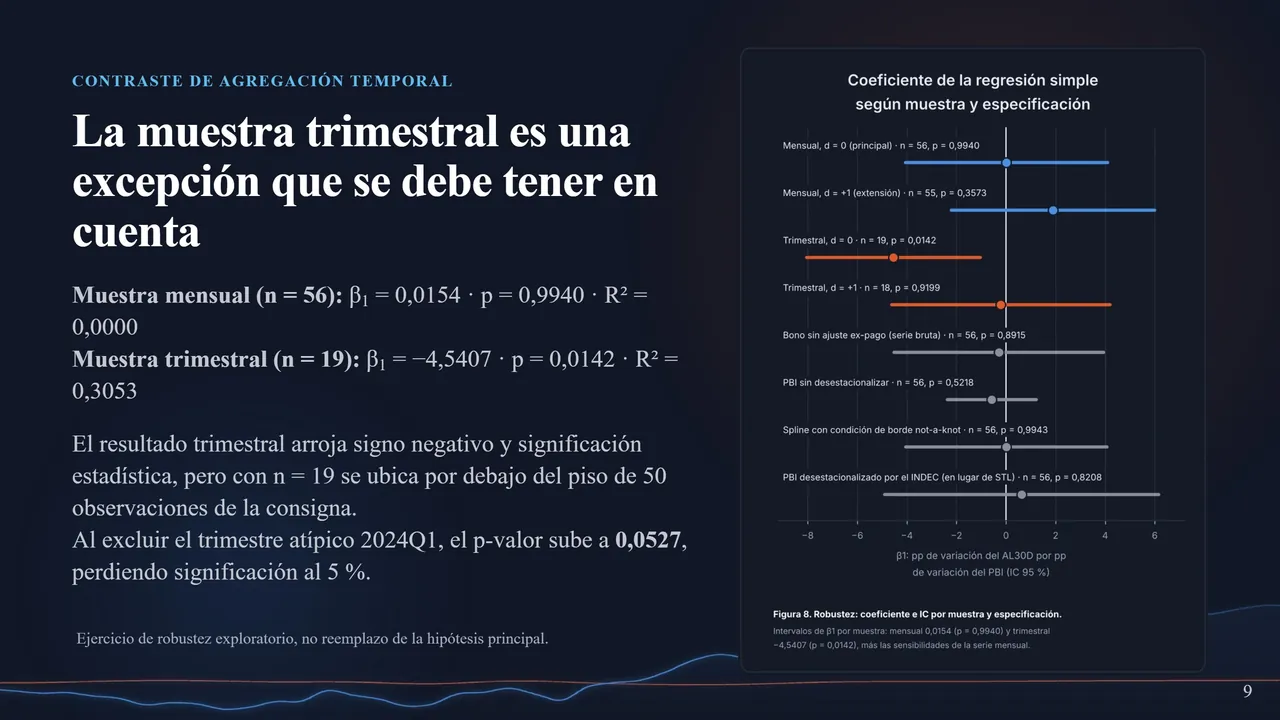 CONTRASTE DE AGREGACIÓN TEMPORAL
La muestra trimestral es una
excepción que se debe tener en
cuenta
Muestra mensual (n = 56): β₁ = 0,0154 · p = 0,9940 · R² =
0,0000
Muestra trimestral (n = 19): β₁ = −4,5407 · p = 0,0142 · R² =
0,3053
El resultado trimestral arroja signo negativo y significación
estadística, pero con n = 19 se ubica por debajo del piso de 50
observaciones de la consigna.
Al excluir el trimestre atípico 2024Q1, el p-valor sube a 0,0527,
perdiendo significación al 5 %.
Ejercicio de robustez exploratorio, no reemplazo de la hipótesis principal.
Coeficiente de la regresión simple
según muestra y especificación
Mensual, d = 0 (principal) · n = 56, p = 0,9940
Mensual, d = +1 (extensión) · n = 55, p = 0,3573
Trimestral, d = 0 · n = 19, p = 0,0142
Trimestral, d = +1 · n = 18, p = 0,9199
Bono sin ajuste ex-pago (serie bruta) · n = 56, p = 0,8915
PBI sin desestacionalizar · n = 56, p = 0,5218
Spline con condición de borde not-a-knot · n = 56, p = 0,9943
PBI desestacionalizado por el INDEC (en lugar de STL) · n = 56, p = 0,8208
−8 −6 −4 −2 0 2 4 6
β1: pp de variación del AL30D por pp
de variación del PBI (IC 95 %)
Figura 8. Robustez: coeficiente e IC por muestra y especificación.
Intervalos de β1 por muestra: mensual 0,0154 (p = 0,9940) y trimestral
−4,5407 (p = 0,0142), más las sensibilidades de la serie mensual.
9